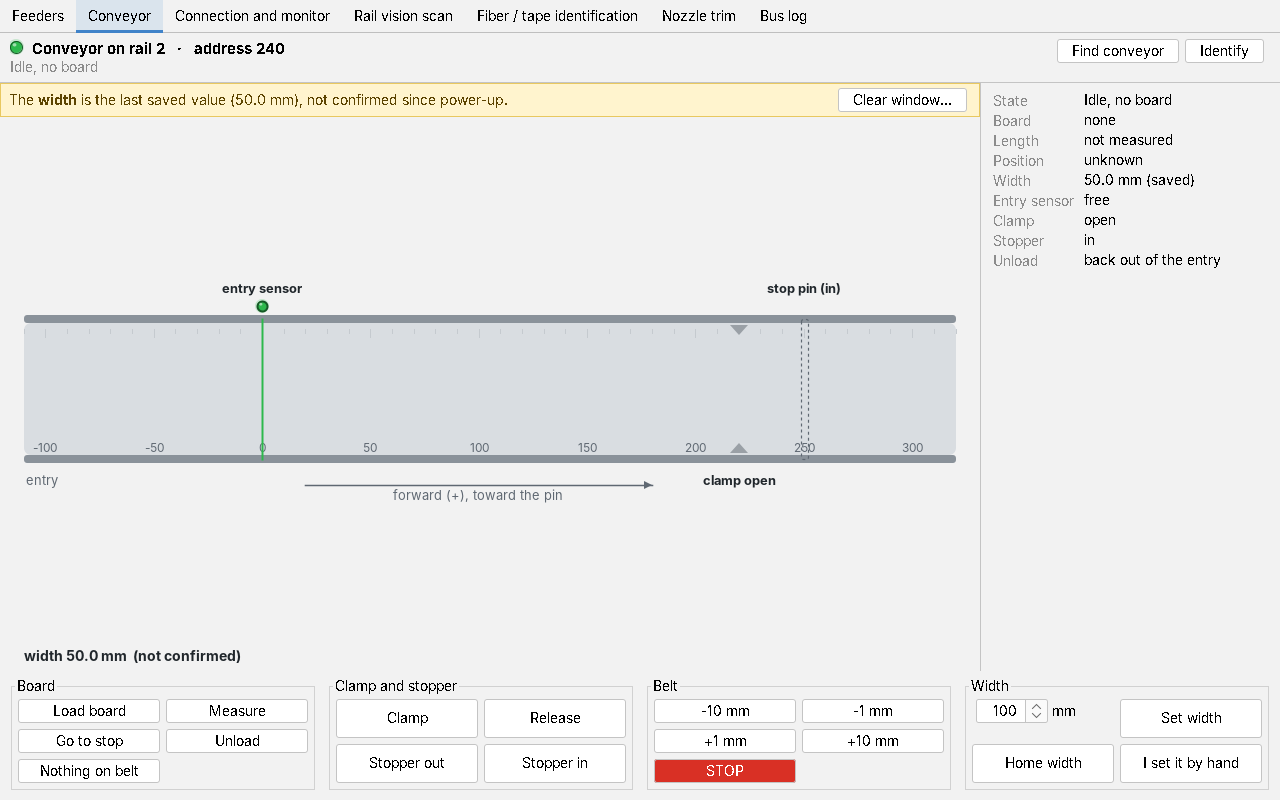 Feeders
Conveyor
Connection and monitor
Rail vision scan
Fiber / tape identification
Nozzle trim
Bus log
Conveyor on rail 2 · address 240
Idle, no board
Find conveyor
Identify
The width is the last saved value (50.0 mm), not confirmed since power-up.
Clear window...
State Idle, no board
Board none
Length not measured
Position unknown
Width 50.0 mm (saved)
Entry sensor free
Clamp open
Stopper in
Unload back out of the entry
entry sensor
stop pin (in)
-100 -50 0 50 100 150 200 250 300
entry
forward (+), toward the pin
clamp open
width 50.0 mm (not confirmed)
Board
Load board
Measure
Go to stop
Unload
Nothing on belt
Clamp and stopper
Clamp
Release
Stopper out
Stopper in
Belt
-10 mm
-1 mm
+1 mm
+10 mm
STOP
Width
100 mm
Set width
Home width
I set it by hand